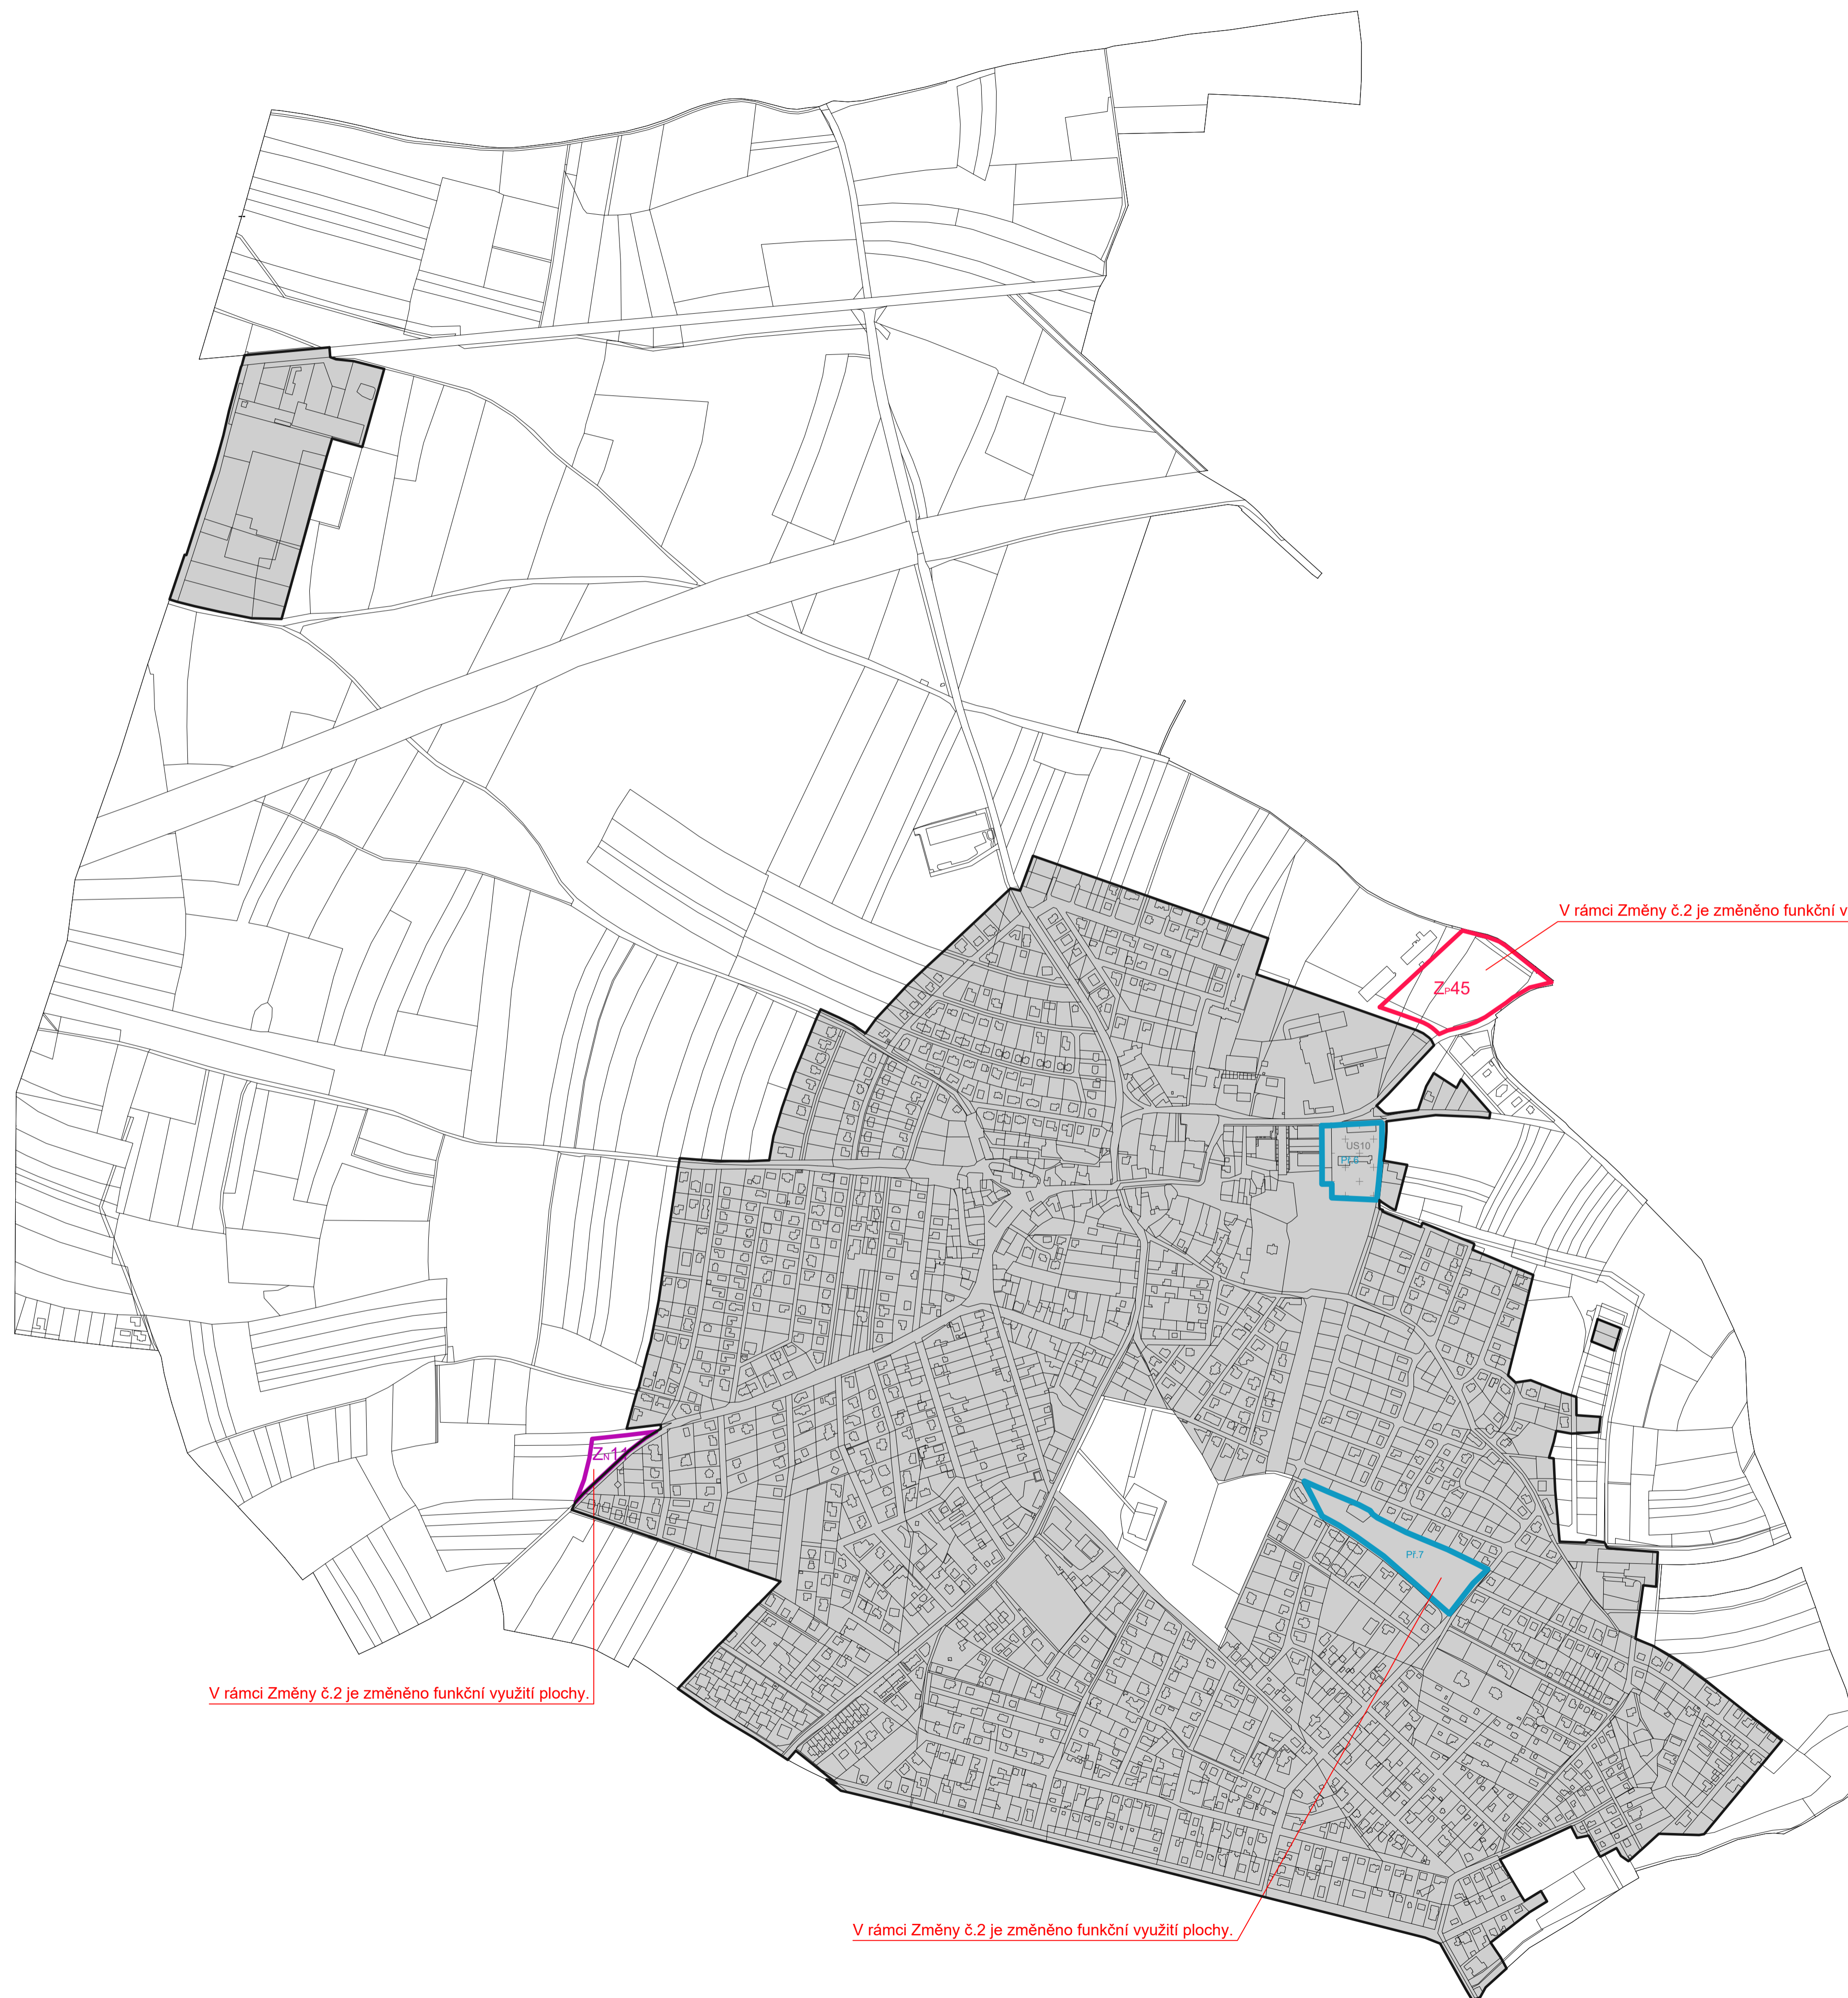 V rámci Změny č.2 je změněno funkční v
ZP45
US10
Př.6
ZN11
Př.7
V rámci Změny č.2 je změněno funkční využití plochy.
V rámci Změny č.2 je změněno funkční využití plochy.